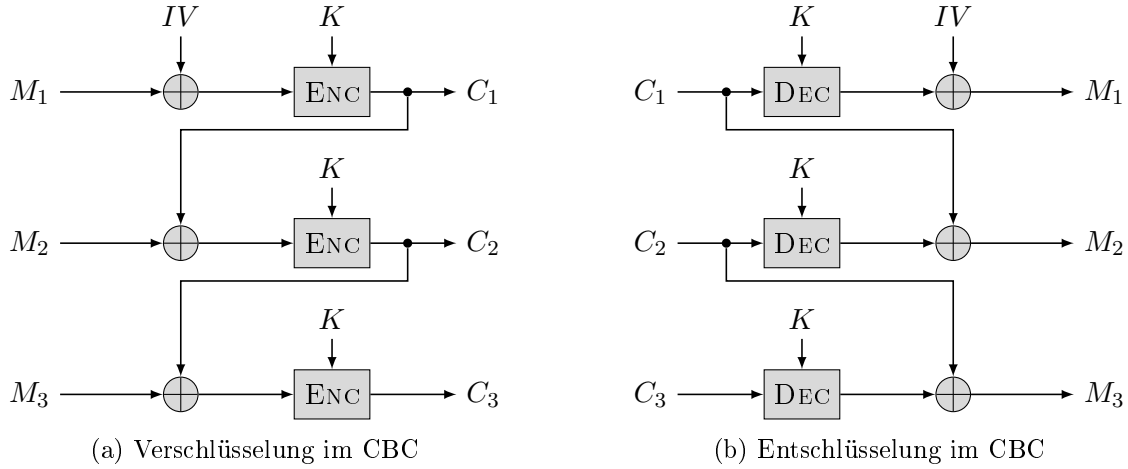 IV K K IV
M1 ENC C1 C1 DEC M1
K K
M2 ENC C2 C2 DEC M2
K K
M3 ENC C3 C3 DEC M3
(a) Verschlüsselung im CBC (b) Entschlüsselung im CBC